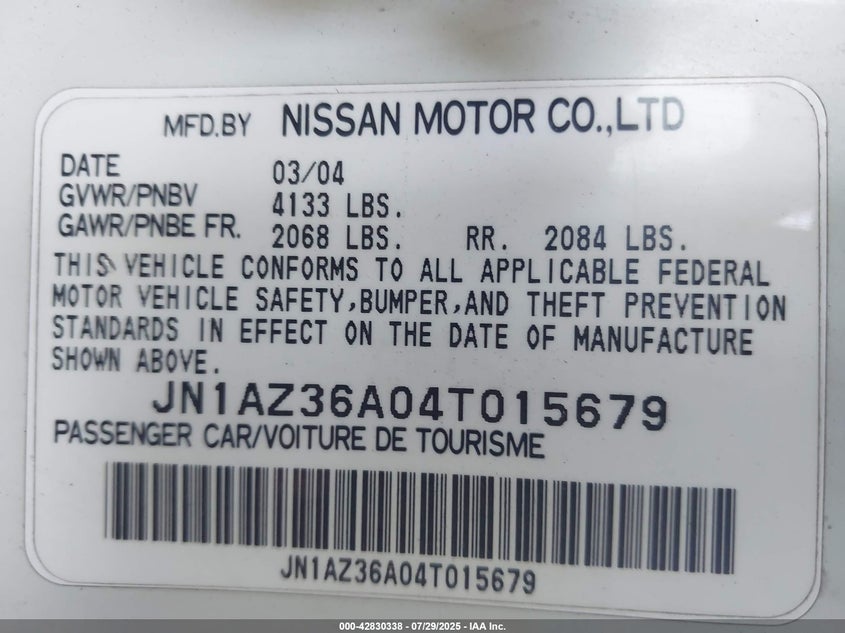 MFD.BY NISSAN MOTOR CO.,LTD
DATE 03/04
GVWR/PNBV 4133 LBS.
GAWR/PNBE FR. 2068 LBS. RR. 2084 LBS.
THIS VEHICLE CONFORMS TO ALL APPLICABLE FEDERAL
MOTOR VEHICLE SAFETY,BUMPER,AND THEFT PREVENTION
STANDARDS IN EFFECT ON THE DATE OF MANUFACTURE
SHOWN ABOVE.
JN1AZ36A04T015679
PASSENGER CAR/VOITURE DE TOURISME
JN1AZ36A04T015679
000-42830338 - 07/29/2025 - IAA Inc.